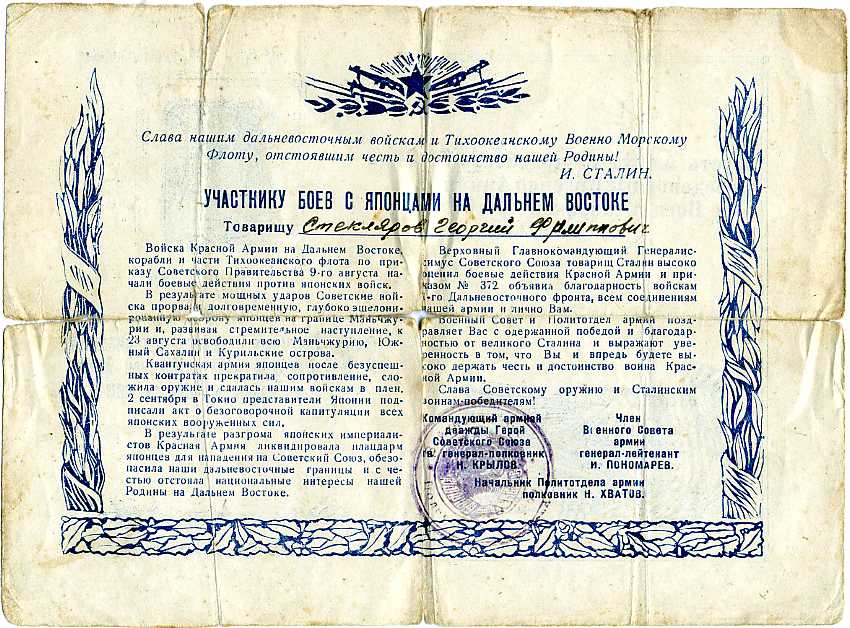 Слава нашим дальневосточным войскам и Тихоокеанскому Военно Морскому
Флоту, отстоявшим честь и достоинство нашей Родины!
И. СТАЛИН.
УЧАСТНИКУ БОЕВ С ЯПОНЦАМИ НА ДАЛЬНЕМ ВОСТОКЕ
Товарищу Стекляров Георгий Филиппович
Войска Красной Армии на Дальнем Востоке,
корабли и части Тихоокеанского флота по при-
казу Советского Правительства 9-го августа на-
чали боевые действия против японских войск.
В результате мощных ударов Советские вой-
ска прорвали долговременную, глубоко эшелони-
рованную оборону японцев на границе Маньчжу-
рии и, развивая стремительное наступление, к
23 августа освободили всю Маньчжурию, Юж-
ный Сахалин и Курильские острова.
Квантунская армия японцев после безуспеш-
ных контратак прекратила сопротивление, сло-
жила оружие и сдалась нашим войскам в плен.
2 сентября в Токио представители Японии под-
писали акт о безоговорочной капитуляции всех
японских вооруженных сил.
В результате разгрома японских империалис-
тов Красная Армия ликвидировала плацдарм
японцев для нападения на Советский Союз, обезо-
пасила наши дальневосточные границы и с чес-
тью отстояла национальные интересы нашей
Родины на Дальнем Востоке.
Верховный Главнокомандующий Генералис-
симус Советского Союза товарищ Сталин высоко
оценил боевые действия Красной Армии и при-
казом № 372 объявил благодарность войскам
1-го Дальневосточного фронта, всем соединениям
нашей армии и лично Вам.
Военный Совет и Политотдел армии позд-
равляет Вас с одержанной победой и благодар-
ностью от великого Сталина и выражают уве-
ренность в том, что Вы и впредь будете вы-
соко держать честь и достоинство воина Крас-
ной Армии.
Слава Советскому оружию и Сталинским
воинам-победителям!
Командующий армией
дважды Герой
Советского Союза
генерал-полковник
Н. КРЫЛОВ.
Член
Военного Совета
армии
генерал-лейтенант
И. ПОНОМАРЕВ.
Начальник Политотдела армии
полковник Н. ХВАТОВ.